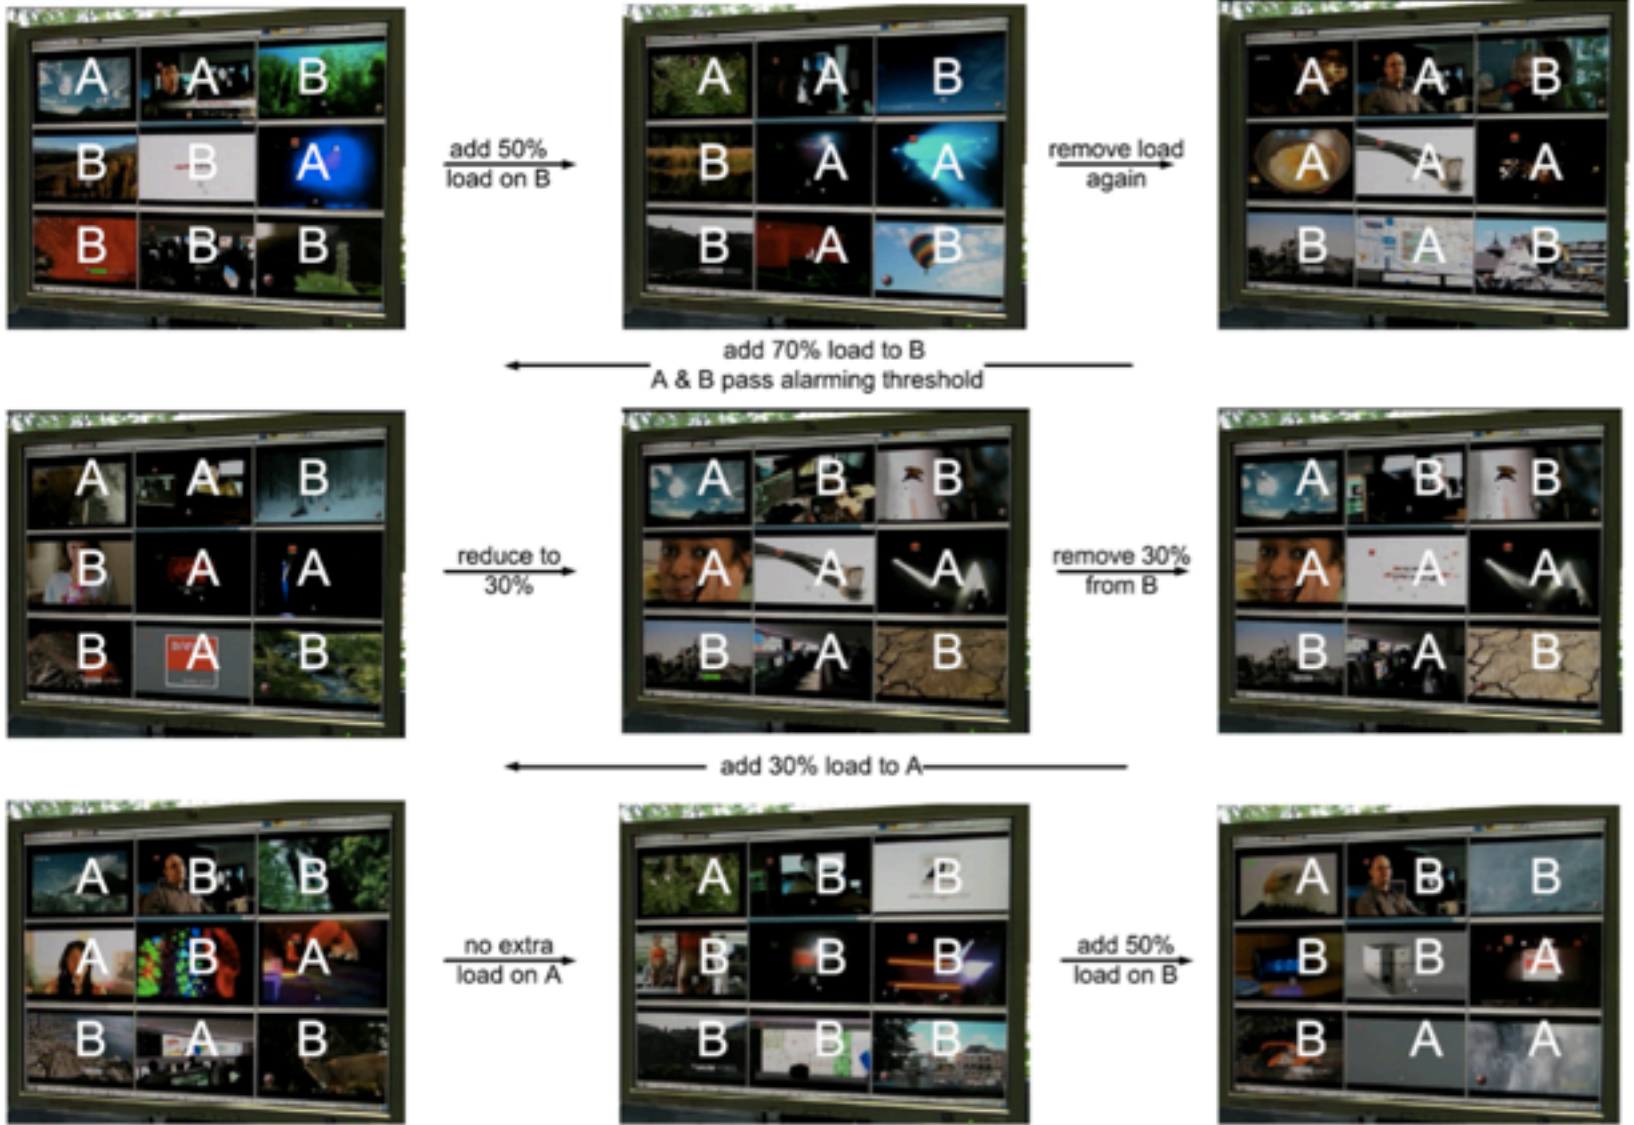 A A B
B B A
B B B
add 50%
load on B
A A B
B A A
B A B
remove load
again
A A B
A A A
B A B
add 70% load to B
A & B pass alarming threshold
A A B
B A A
B A B
reduce to
30%
A B B
A A A
B A B
remove 30%
from B
A B B
A A A
B A B
add 30% load to A
A B B
A B A
B A B
no extra
load on A
A B B
B B B
B B B
add 50%
load on B
A B B
B B A
B A A